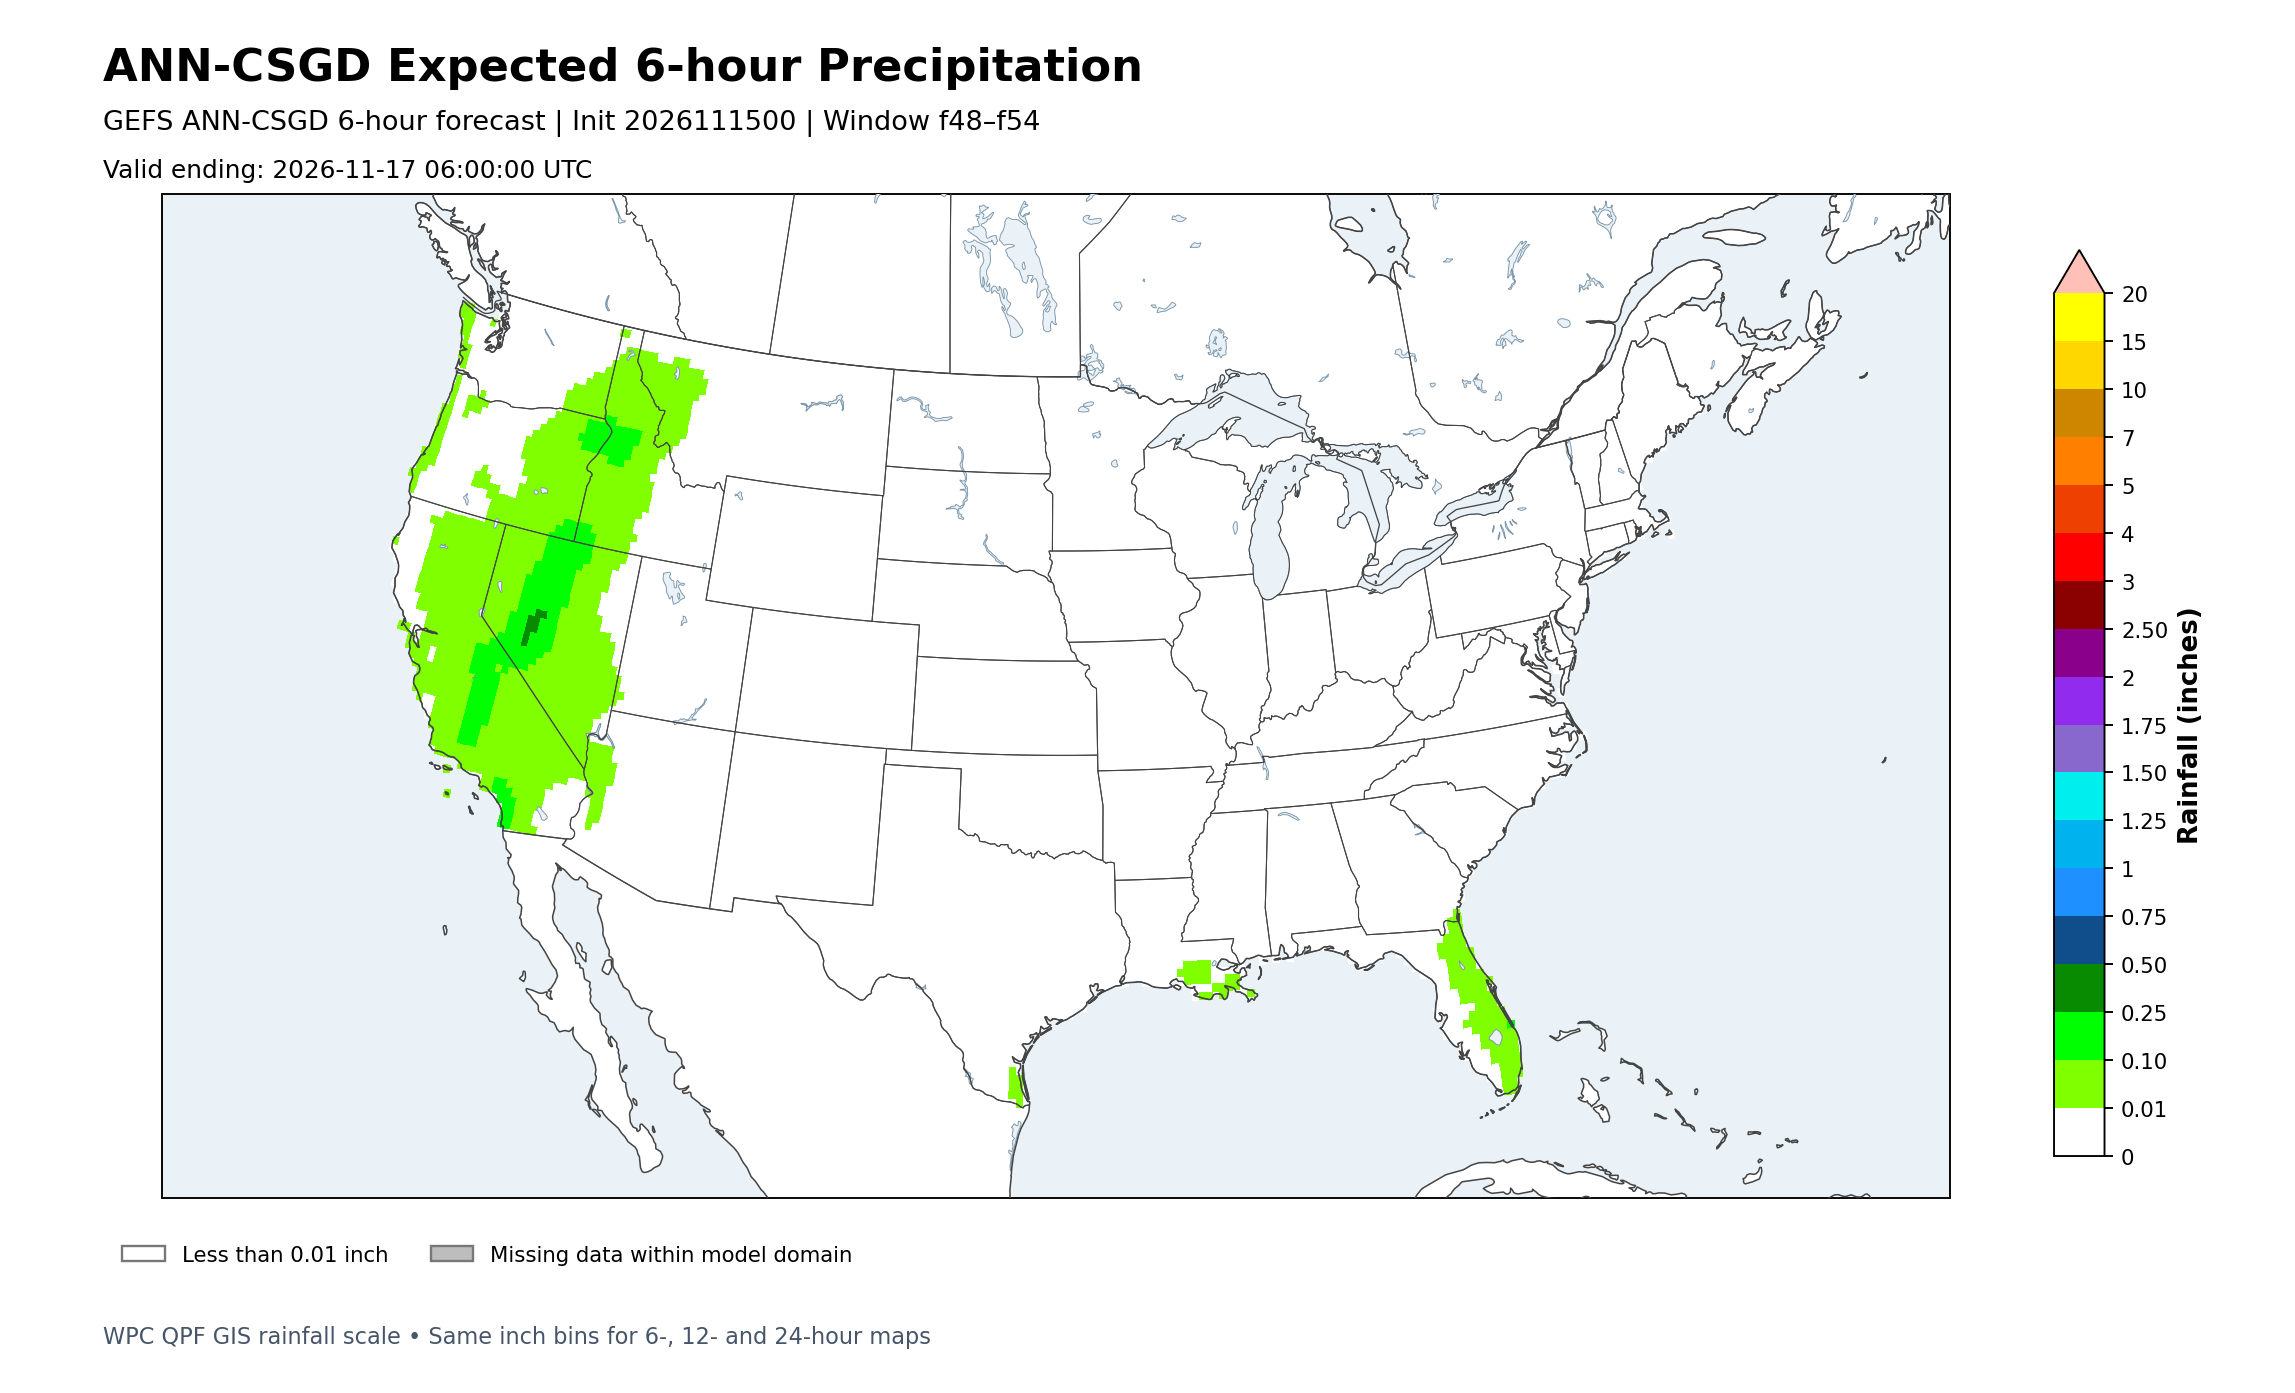 ANN-CSGD Expected 6-hour Precipitation
GEFS ANN-CSGD 6-hour forecast | Init 2026111500 | Window f48–f54
Valid ending: 2026-11-17 06:00:00 UTC
20
15
10
7
5
4
3
2.50
2
1.75
1.50
1.25
1
0.75
0.50
0.25
0.10
0.01
0
Rainfall (inches)
Less than 0.01 inch
Missing data within model domain
WPC QPF GIS rainfall scale • Same inch bins for 6-, 12- and 24-hour maps